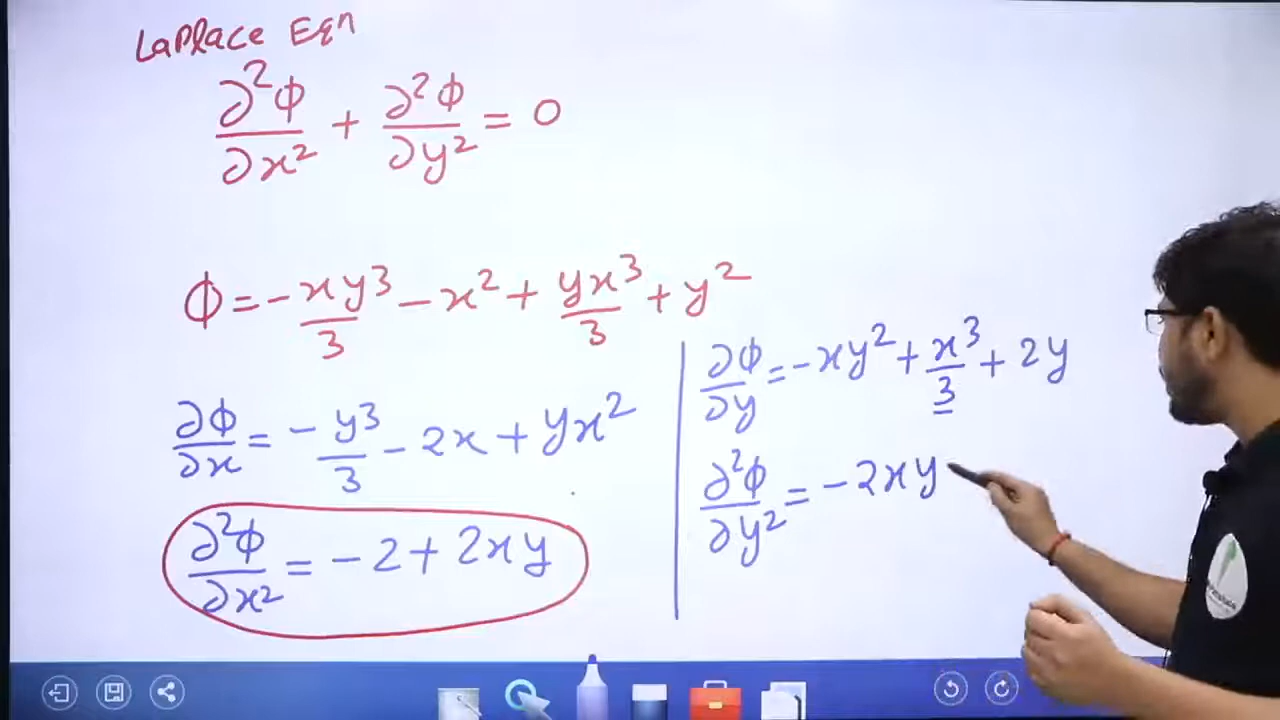 Laplace Eqn
∂²ϕ/∂x² + ∂²ϕ/∂y² = 0
ϕ = - xy³/3 - x² + yx³/3 + y²
∂ϕ/∂x = - y³/3 - 2x + yx²
∂²ϕ/∂x² = - 2 + 2xy
∂ϕ/∂y = - xy² + x³/3 + 2y
∂²ϕ/∂y² = - 2xy